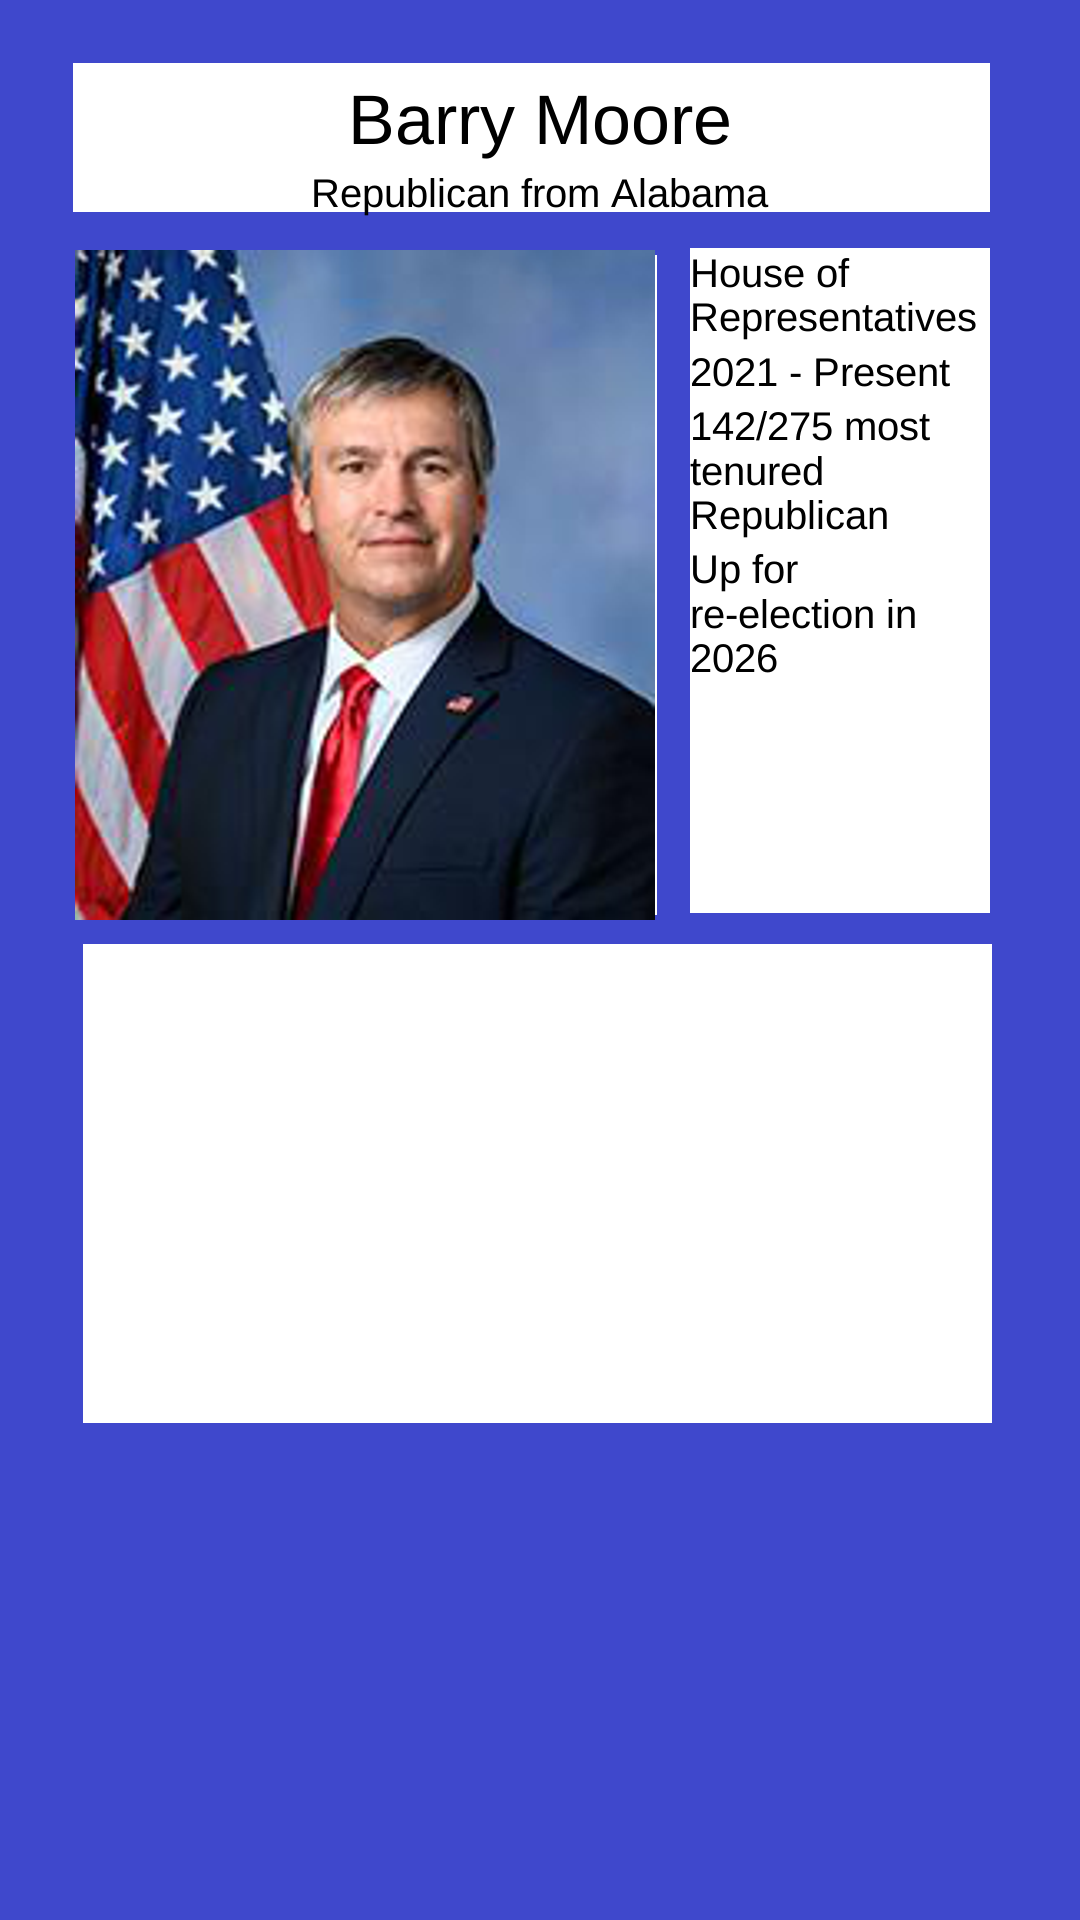 Barry Moore
Republican from Alabama
House of
Representatives
2021 - Present
142/275 most
tenured
Republican
Up for
re-election in
2026